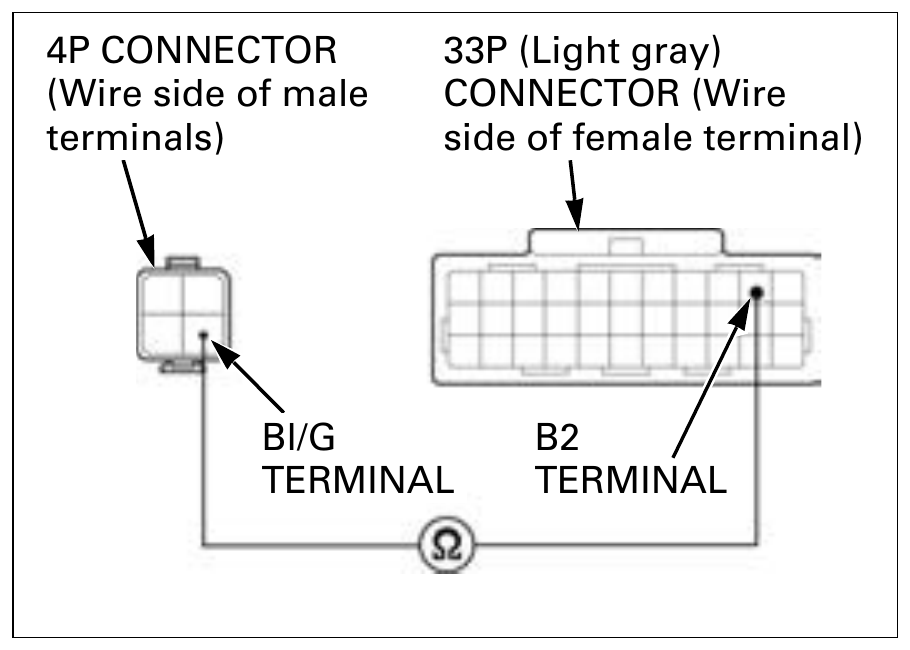 4P CONNECTOR
(Wire side of male
terminals)
33P (Light gray)
CONNECTOR (Wire
side of female terminal)
Bl/G
TERMINAL
B2
TERMINAL
Ω